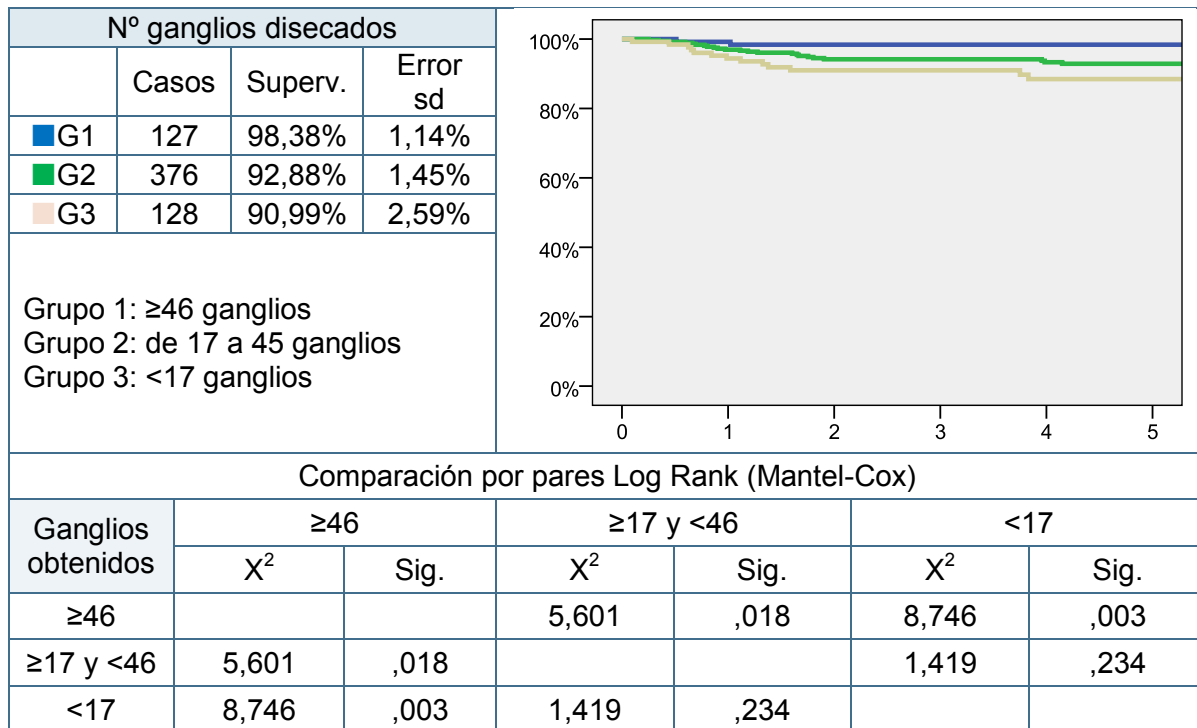 Nº ganglios disecados
Casos Superv. Error sd
G1 127 98,38% 1,14%
G2 376 92,88% 1,45%
G3 128 90,99% 2,59%
Grupo 1: ≥46 ganglios
Grupo 2: de 17 a 45 ganglios
Grupo 3: <17 ganglios
100%
80%
60%
40%
20%
0%
0 1 2 3 4 5
Comparación por pares Log Rank (Mantel-Cox)
Ganglios obtenidos ≥46 ≥17 y <46 <17
X² Sig. X² Sig. X² Sig.
≥46 5,601 ,018 8,746 ,003
≥17 y <46 5,601 ,018 1,419 ,234
<17 8,746 ,003 1,419 ,234